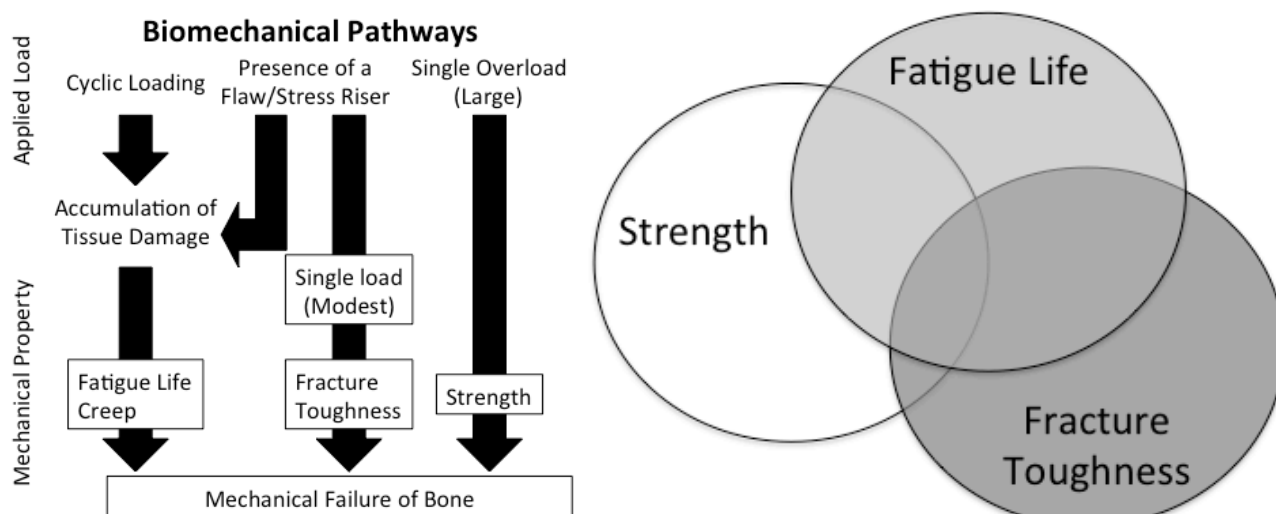 Biomechanical Pathways
Applied Load
Cyclic Loading
Presence of a
Flaw/Stress Riser
Single Overload
(Large)
Accumulation of
Tissue Damage
Single load
(Modest)
Mechanical Property
Fatigue Life
Creep
Fracture
Toughness
Strength
Mechanical Failure of Bone
Fatigue Life
Strength
Fracture
Toughness